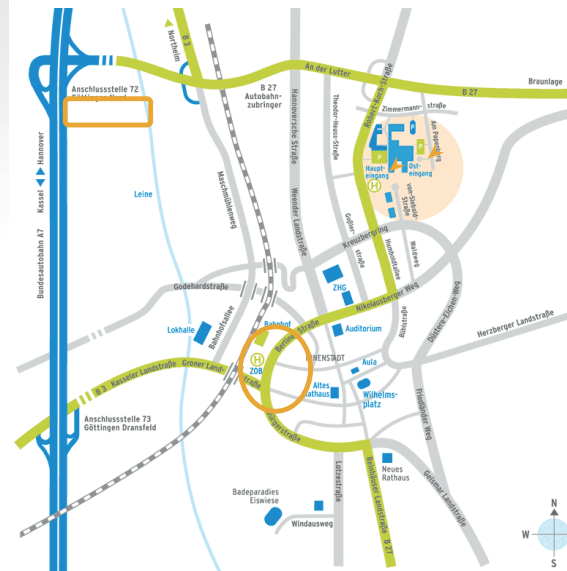 Northeim
B 3
An der Lutter
Braunlage
B 27
Anschlussstelle 72
B 27
Autobahn-
zubringer
Hannoversche Straße
Theodor-Heuss-Straße
Robert-Koch-Straße
Zimmermann-straße
Am Papenberg
P
P
P
Haupt-
eingang
Ost-
eingang
H
von-Siebold-
Straße
Kassel
Hannover
Bundesautobahn A7
Leine
Maschmühlenweg
Weender Landstraße
Goßler-
straße
Kreuzbergring
Humboldtallee
Waldweg
Godehardstraße
ZHG
Nikolausberger Weg
Düstere-Eichen-Weg
Bühlstraße
Herzberger Landstraße
Lokhalle
Bahnhofsallee
Bahnhof
Berliner Straße
Auditorium
H
ZOB
Aula
B 3 Kasseler Landstraße
Groner Land-
straße
Altes
Wilhelms-
platz
Friedländer Weg
Anschlussstelle 73
Göttingen Dransfeld
Lotzestraße
Reinhäuser Landstraße
B 27
Neues
Rathaus
Geismar Landstraße
Badeparadies
Eiswiese
Windausweg
N
W
S